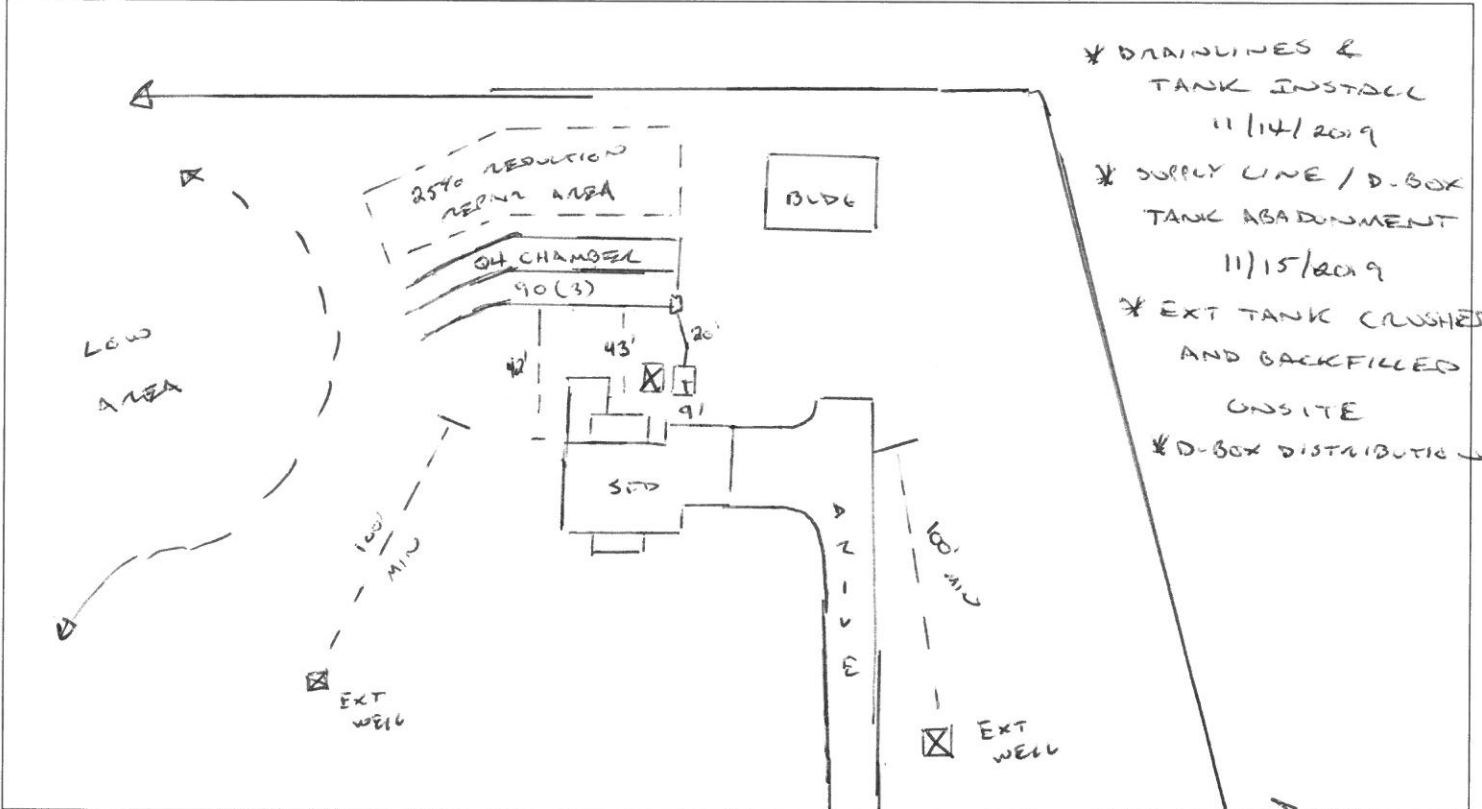 * DRAINLINES &
TANK INSTALL
11/14/2019
* SUPPLY LINE / D-BOX
TANK ABADONMENT
11/15/2019
* EXT TANK CRUSHED
AND BACKFILLED
ONSITE
* D-BOX DISTRIBUTION
25% REDUCTION
REPAIR AREA
BLDG
Q4 CHAMBER
90 (3)
42'
43'
20'
T
9'
LOW
AREA
SFD
DRIVE
100'
MIN
100' MIN
EXT
WELL
EXT
WELL